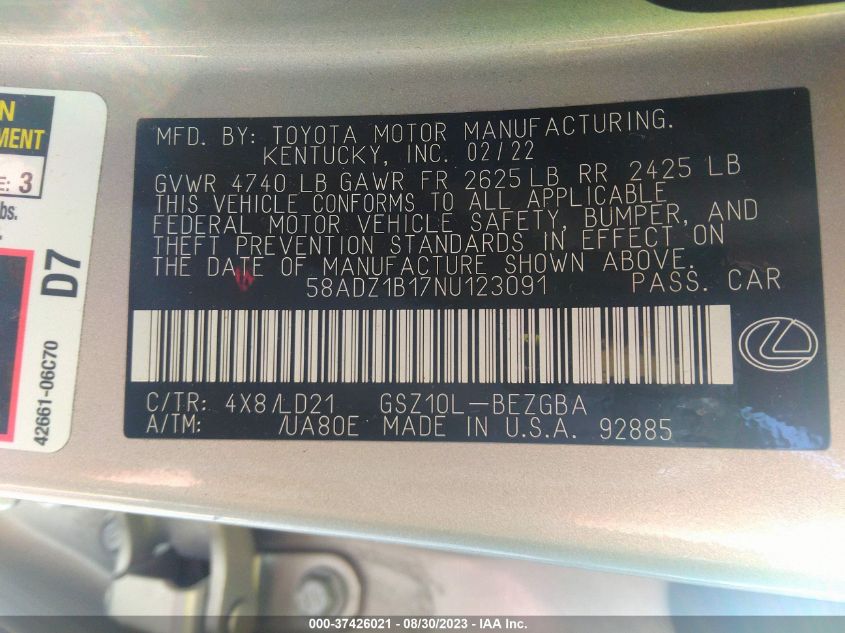 N
MENT
E: 3
bs.
D7
42661-06C70
MFD. BY: TOYOTA MOTOR MANUFACTURING.
KENTUCKY, INC. 02/22
GVWR 4740 LB GAWR FR 2625 LB RR 2425 LB
THIS VEHICLE CONFORMS TO ALL APPLICABLE
FEDERAL MOTOR VEHICLE SAFETY, BUMPER, AND
THEFT PREVENTION STANDARDS IN EFFECT ON
THE DATE OF MANUFACTURE SHOWN ABOVE.
58ADZ1B17NU123091 PASS. CAR
C/TR: 4X8/LD21 GSZ10L-BEZGBA
A/TM: /UA80E MADE IN U.S.A. 92885
000-37426021 - 08/30/2023 - IAA Inc.